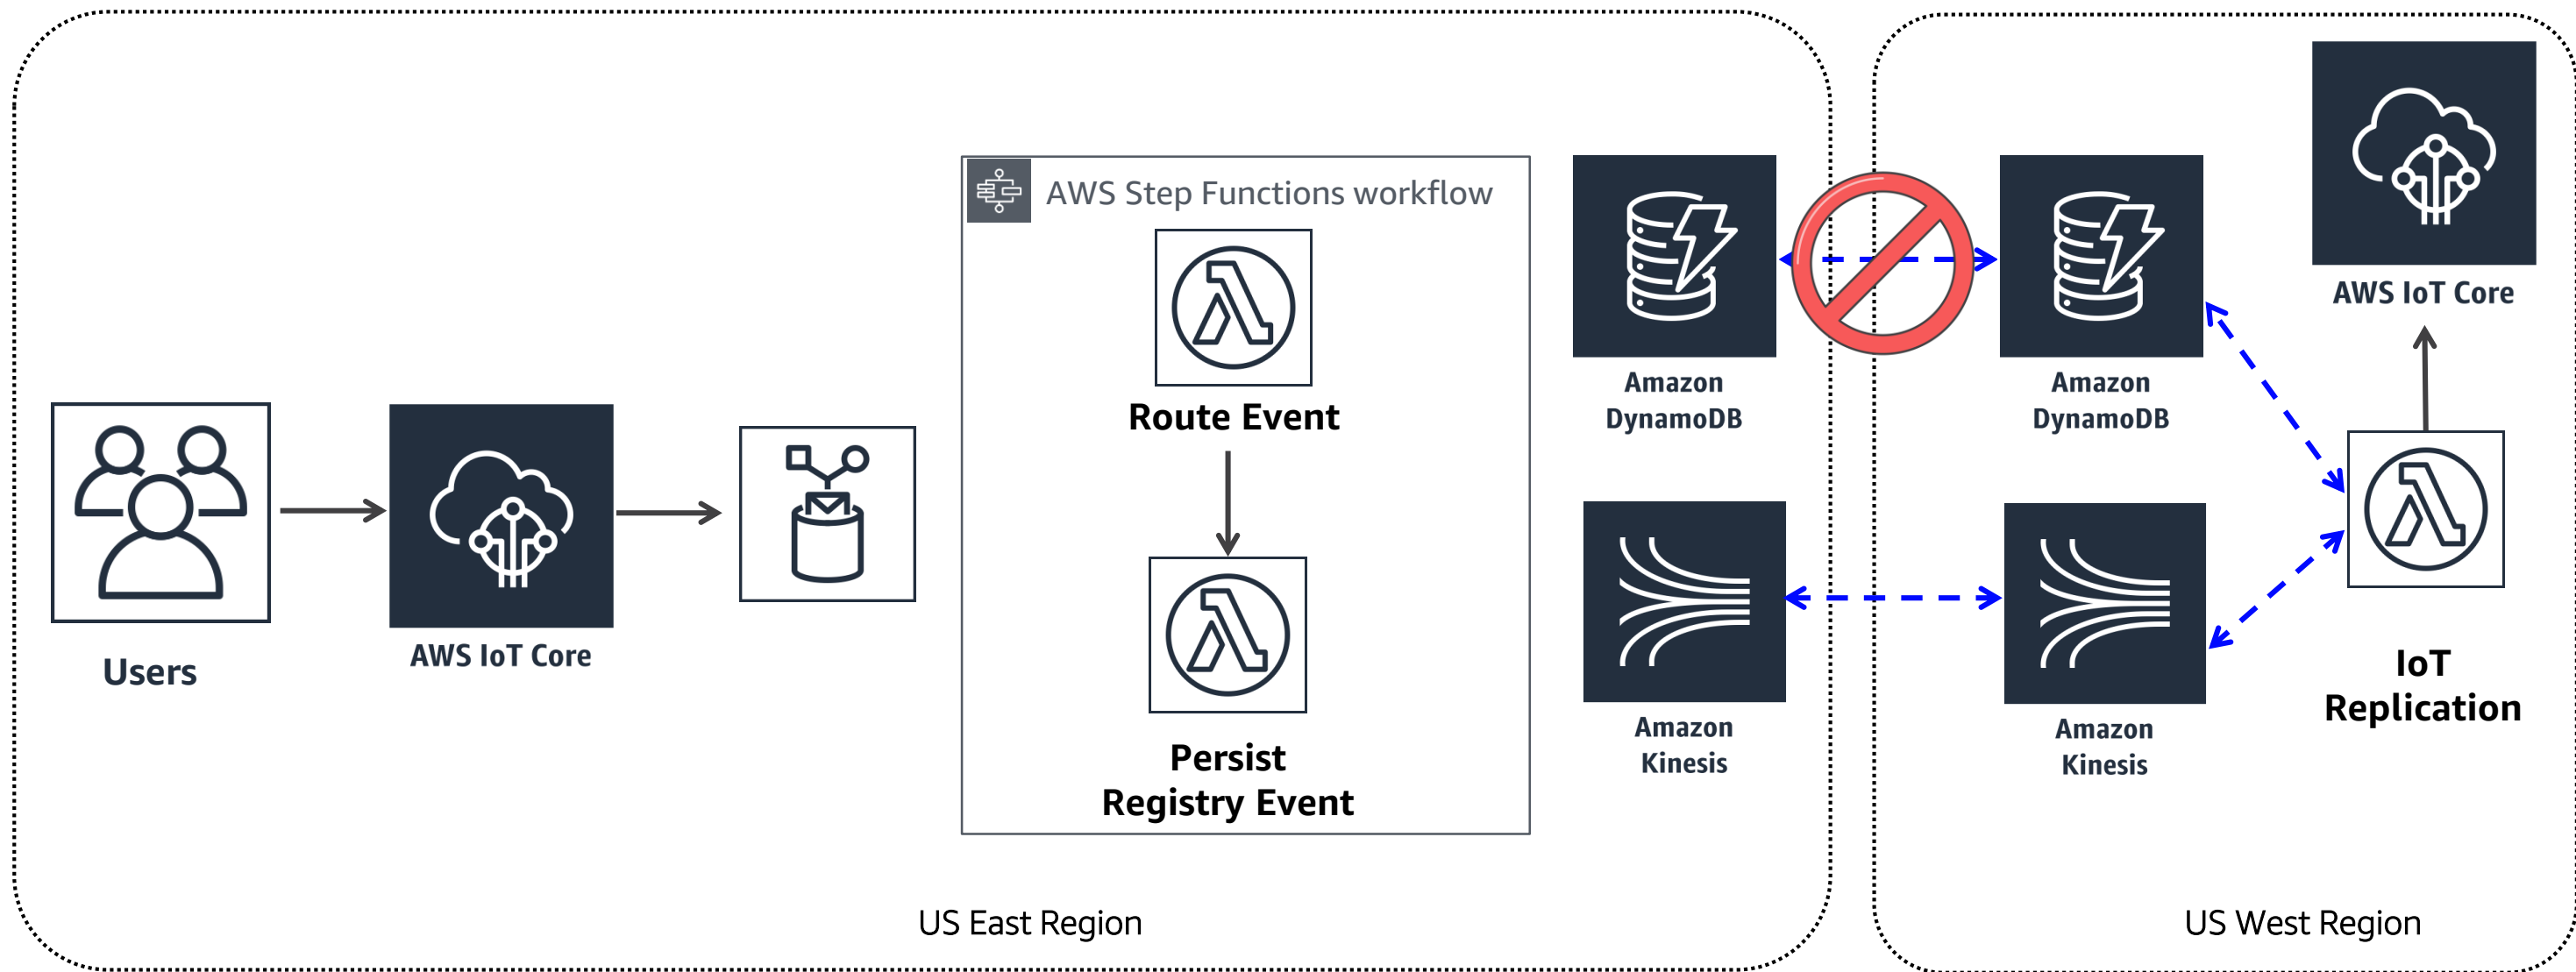 Users
AWS IoT Core
AWS Step Functions workflow
Route Event
Persist
Registry Event
Amazon
DynamoDB
Amazon
Kinesis
US East Region
Amazon
DynamoDB
Amazon
Kinesis
AWS IoT Core
IoT
Replication
US West Region